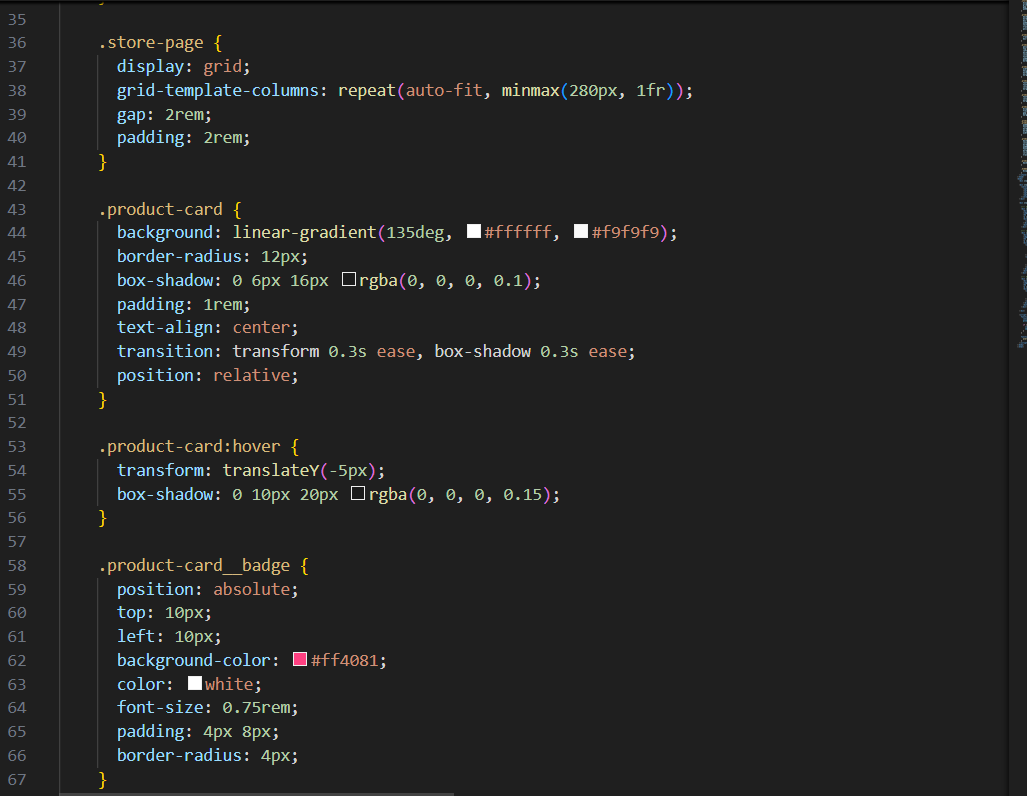 35
36 .store-page {
37 display: grid;
38 grid-template-columns: repeat(auto-fit, minmax(280px, 1fr));
39 gap: 2rem;
40 padding: 2rem;
41 }
42
43 .product-card {
44 background: linear-gradient(135deg, #ffffff, #f9f9f9);
45 border-radius: 12px;
46 box-shadow: 0 6px 16px rgba(0, 0, 0, 0.1);
47 padding: 1rem;
48 text-align: center;
49 transition: transform 0.3s ease, box-shadow 0.3s ease;
50 position: relative;
51 }
52
53 .product-card:hover {
54 transform: translateY(-5px);
55 box-shadow: 0 10px 20px rgba(0, 0, 0, 0.15);
56 }
57
58 .product-card__badge {
59 position: absolute;
60 top: 10px;
61 left: 10px;
62 background-color: #ff4081;
63 color: white;
64 font-size: 0.75rem;
65 padding: 4px 8px;
66 border-radius: 4px;
67 }